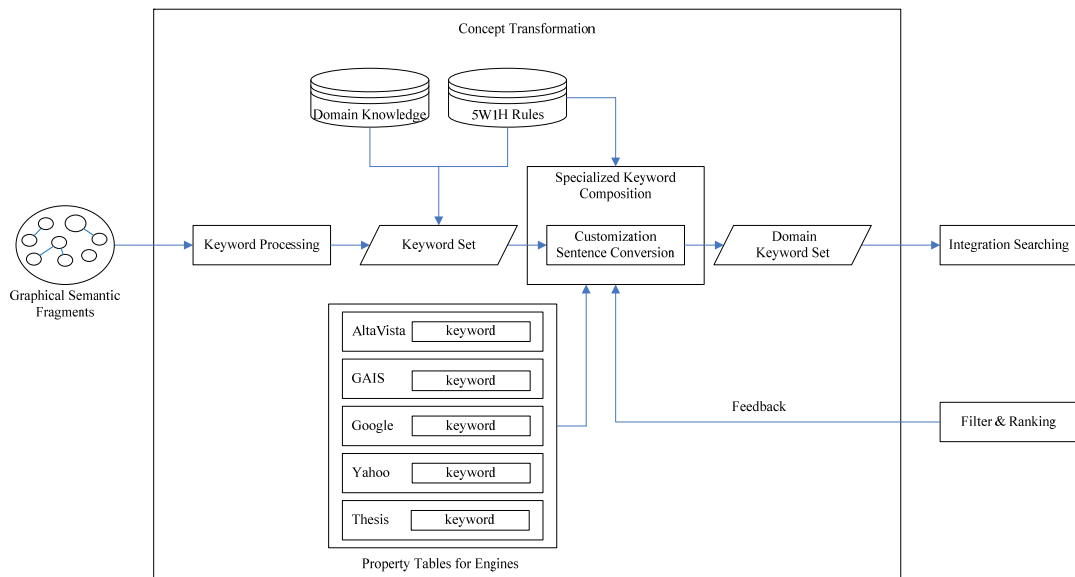 Concept Transformation
Domain Knowledge
5W1H Rules
Specialized Keyword
Composition
Graphical Semantic
Fragments
Keyword Processing
Keyword Set
Customization
Sentence Conversion
Domain
Keyword Set
Integration Searching
AltaVista
keyword
GAIS
keyword
Google
keyword
Yahoo
keyword
Thesis
keyword
Property Tables for Engines
Feedback
Filter & Ranking